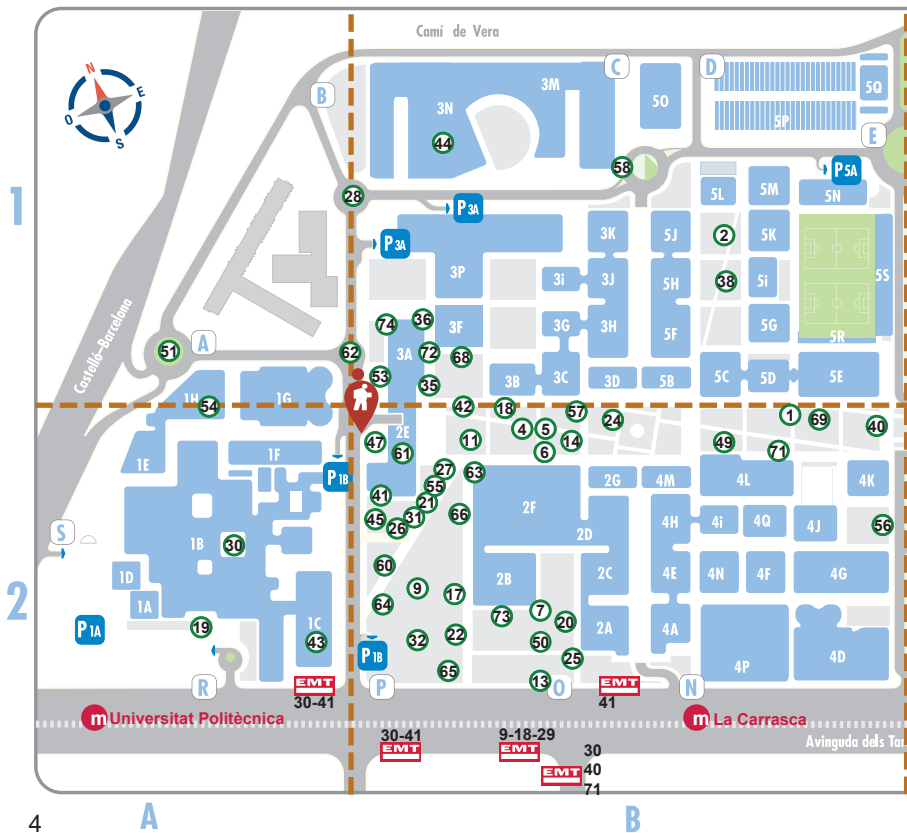 Camí de Vera
N
E
S
O
B
C
D
E
3M
3N
5O
5P
5Q
44
58
P 5A
28
P 3A
5L
5M
5N
1
P 3A
3K
5J
2
5K
5S
3P
3i
3J
5H
38
5i
Castelló-Barcelona
74
36
3F
3G
3H
5F
5G
5R
51
A
62
3A
72
68
53
35
3B
3C
3D
5B
5C
5D
5E
1H
54
1G
42
18
57
24
1
69
40
2E
47
61
11
4
5
6
14
49
71
1E
1F
P 1B
27
63
2G
4M
4L
4K
55
41
21
2F
S
45
26
31
66
2D
4H
4i
4Q
4J
56
1B
30
60
2B
2C
4E
4N
4F
4G
1D
1A
9
17
2
64
73
7
20
2A
4A
P 1A
19
1C
43
32
22
50
4P
4D
P 1B
65
25
13
R
EMT
30-41
P
O
EMT
41
N
m Universitat Politècnica
m La Carrasca
30-41
EMT
9-18-29
EMT
30
40
71
EMT
Avinguda dels Tar
4
A
B